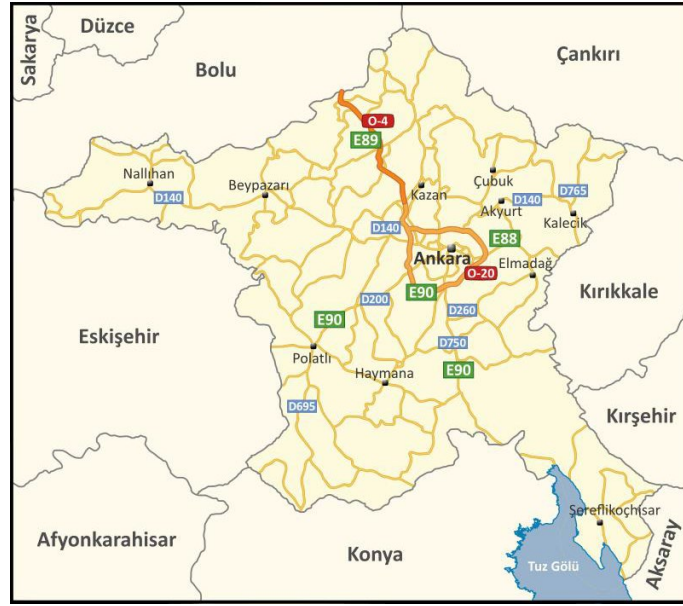 Sakarya
Düzce
Bolu
Çankırı
O-4
E89
Nallıhan
D140
Beypazarı
Kazan
Çubuk
Akyurt
D140
D765
Kalecik
D140
Ankara
E88
Elmadağ
O-20
E90
D200
D260
Kırıkkale
Eskişehir
E90
Polatlı
D750
E90
Haymana
D695
Kırşehir
Şereflikoçhisar
Afyonkarahisar
Konya
Tuz Gölü
Aksaray